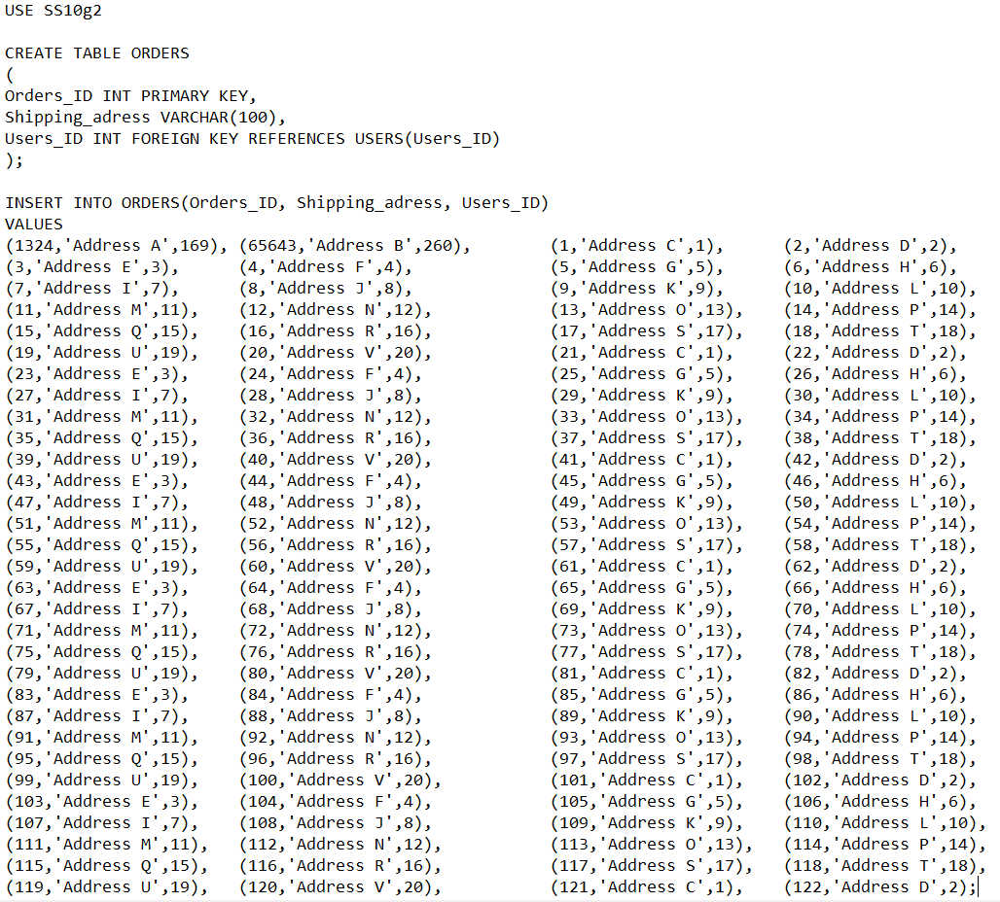 USE SS10g2
CREATE TABLE ORDERS
(
Orders_ID INT PRIMARY KEY,
Shipping_adress VARCHAR(100),
Users_ID INT FOREIGN KEY REFERENCES USERS(Users_ID)
);
INSERT INTO ORDERS(Orders_ID, Shipping_adress, Users_ID)
VALUES
(1324,'Address A',169), (65643,'Address B',260), (1,'Address C',1), (2,'Address D',2),
(3,'Address E',3), (4,'Address F',4), (5,'Address G',5), (6,'Address H',6),
(7,'Address I',7), (8,'Address J',8), (9,'Address K',9), (10,'Address L',10),
(11,'Address M',11), (12,'Address N',12), (13,'Address O',13), (14,'Address P',14),
(15,'Address Q',15), (16,'Address R',16), (17,'Address S',17), (18,'Address T',18),
(19,'Address U',19), (20,'Address V',20), (21,'Address C',1), (22,'Address D',2),
(23,'Address E',3), (24,'Address F',4), (25,'Address G',5), (26,'Address H',6),
(27,'Address I',7), (28,'Address J',8), (29,'Address K',9), (30,'Address L',10),
(31,'Address M',11), (32,'Address N',12), (33,'Address O',13), (34,'Address P',14),
(35,'Address Q',15), (36,'Address R',16), (37,'Address S',17), (38,'Address T',18),
(39,'Address U',19), (40,'Address V',20), (41,'Address C',1), (42,'Address D',2),
(43,'Address E',3), (44,'Address F',4), (45,'Address G',5), (46,'Address H',6),
(47,'Address I',7), (48,'Address J',8), (49,'Address K',9), (50,'Address L',10),
(51,'Address M',11), (52,'Address N',12), (53,'Address O',13), (54,'Address P',14),
(55,'Address Q',15), (56,'Address R',16), (57,'Address S',17), (58,'Address T',18),
(59,'Address U',19), (60,'Address V',20), (61,'Address C',1), (62,'Address D',2),
(63,'Address E',3), (64,'Address F',4), (65,'Address G',5), (66,'Address H',6),
(67,'Address I',7), (68,'Address J',8), (69,'Address K',9), (70,'Address L',10),
(71,'Address M',11), (72,'Address N',12), (73,'Address O',13), (74,'Address P',14),
(75,'Address Q',15), (76,'Address R',16), (77,'Address S',17), (78,'Address T',18),
(79,'Address U',19), (80,'Address V',20), (81,'Address C',1), (82,'Address D',2),
(83,'Address E',3), (84,'Address F',4), (85,'Address G',5), (86,'Address H',6),
(87,'Address I',7), (88,'Address J',8), (89,'Address K',9), (90,'Address L',10),
(91,'Address M',11), (92,'Address N',12), (93,'Address O',13), (94,'Address P',14),
(95,'Address Q',15), (96,'Address R',16), (97,'Address S',17), (98,'Address T',18),
(99,'Address U',19), (100,'Address V',20), (101,'Address C',1), (102,'Address D',2),
(103,'Address E',3), (104,'Address F',4), (105,'Address G',5), (106,'Address H',6),
(107,'Address I',7), (108,'Address J',8), (109,'Address K',9), (110,'Address L',10),
(111,'Address M',11), (112,'Address N',12), (113,'Address O',13), (114,'Address P',14),
(115,'Address Q',15), (116,'Address R',16), (117,'Address S',17), (118,'Address T',18),
(119,'Address U',19), (120,'Address V',20), (121,'Address C',1), (122,'Address D',2);